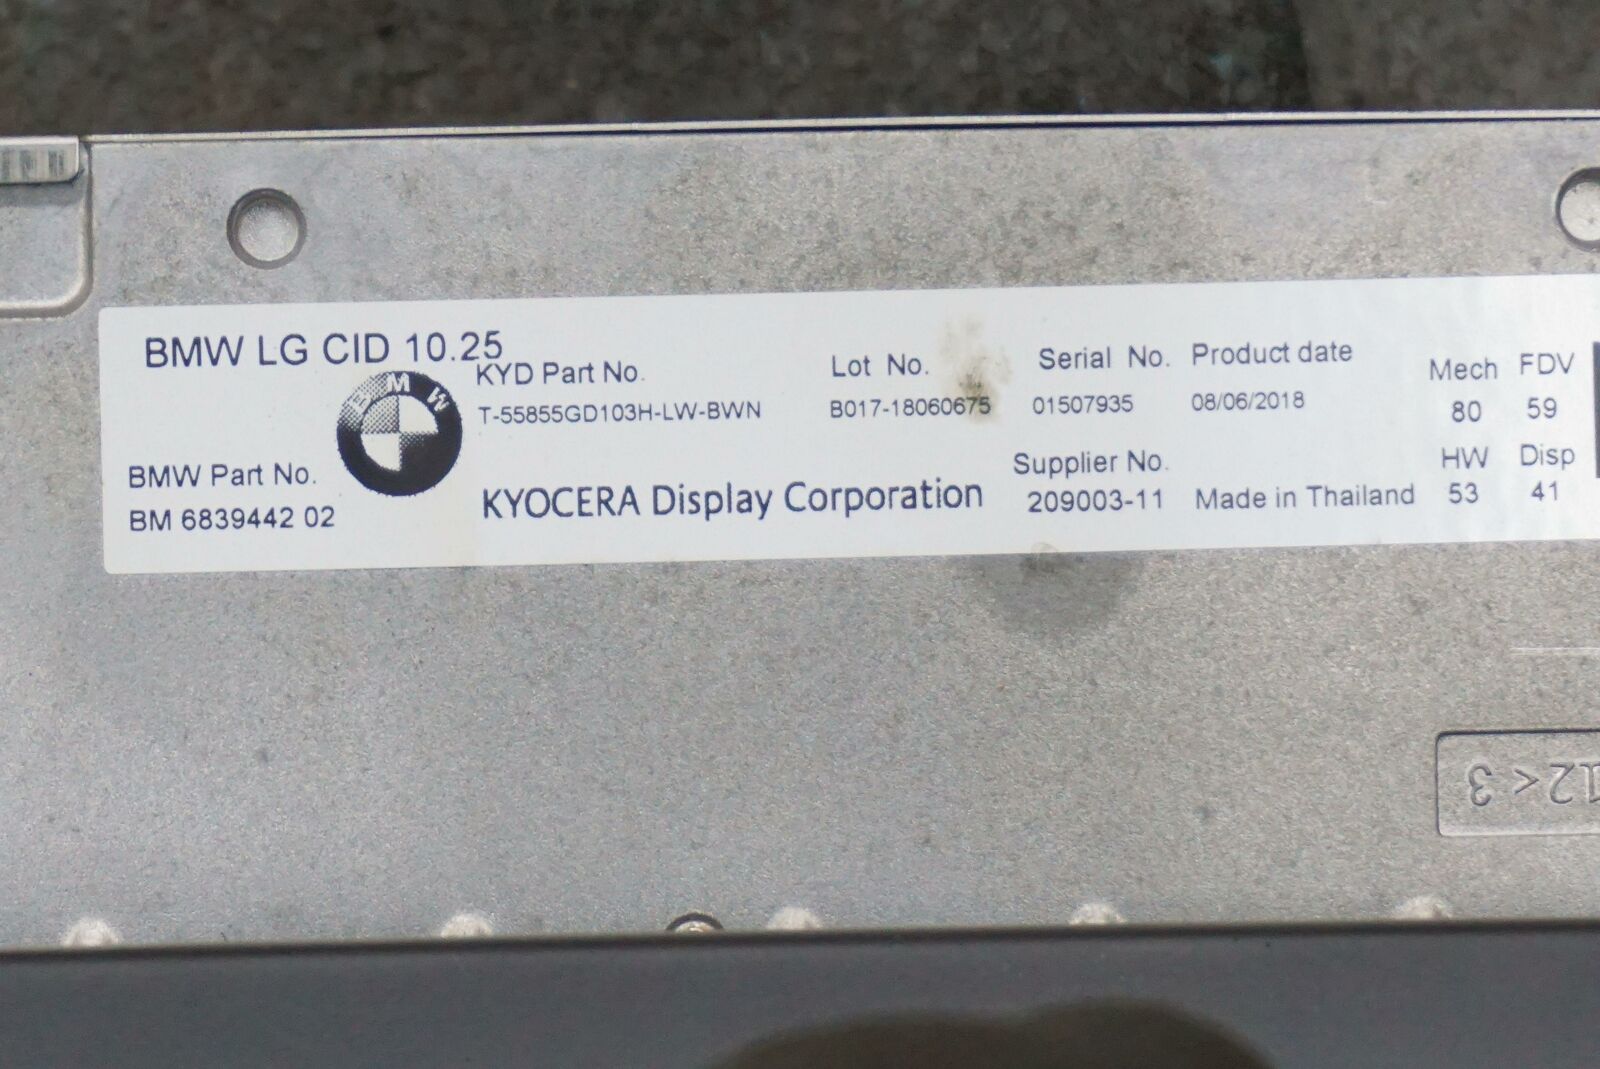 BMW LG CID 10.25
BMW
KYD Part No.
T-55855GD103H-LW-BWN
Lot No.
B017-18060675
Serial No.
01507935
Product date
08/06/2018
Mech
80
FDV
59
BMW Part No.
BM 6839442 02
KYOCERA Display Corporation
Supplier No.
209003-11
Made in Thailand
HW
53
Disp
41
12<3